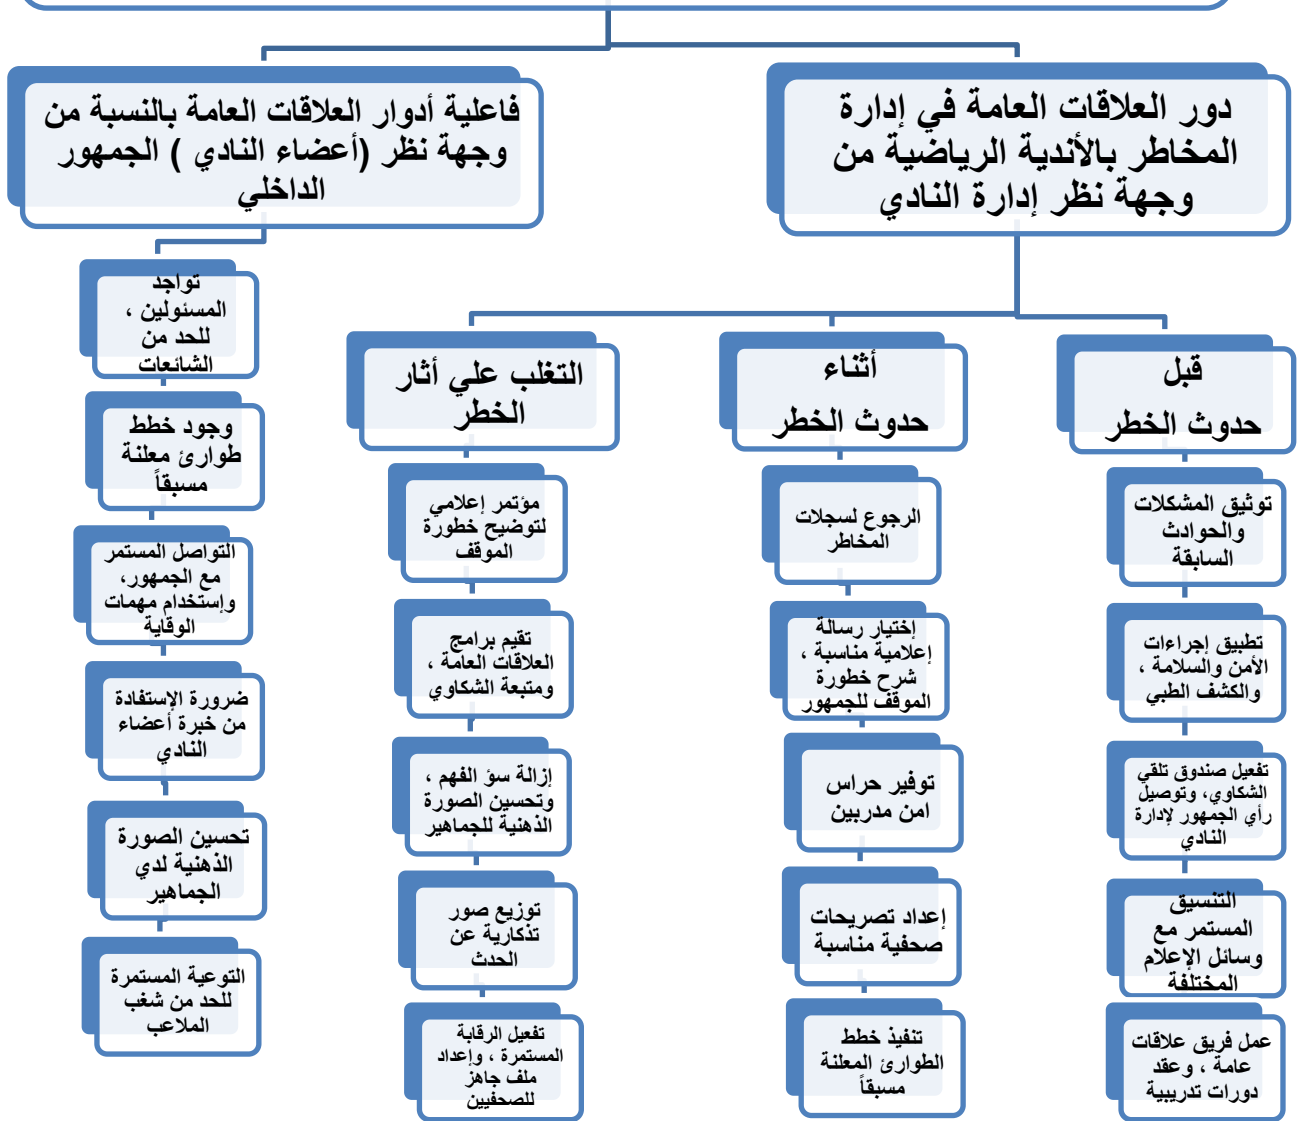 دور العلاقات العامة في إدارة
المخاطر بالأندية الرياضية من
وجهة نظر إدارة النادي
فاعلية أدوار العلاقات العامة بالنسبة من
وجهة نظر (أعضاء النادي ) الجمهور
الداخلي
قبل
حدوث الخطر
توثيق المشكلات
والحوادث
السابقة
تطبيق إجراءات
الأمن والسلامة ،
والكشف الطبي
تفعيل صندوق تلقي
الشكاوي، وتوصيل
رأي الجمهور لإدارة
النادي
التنسيق
المستمر مع
وسائل الإعلام
المختلفة
عمل فريق علاقات
عامة ، وعقد
دورات تدريبية
أثناء
حدوث الخطر
الرجوع لسجلات
المخاطر
إختيار رسالة
إعلامية مناسبة ،
شرح خطورة
الموقف للجمهور
توفير حراس
امن مدربين
إعداد تصريحات
صحفية مناسبة
تنفيذ خطط
الطوارئ المعلنة
مسبقاً
التغلب علي أثار
الخطر
مؤتمر إعلامي
لتوضيح خطورة
الموقف
تقيم برامج
العلاقات العامة ،
ومتبعة الشكاوي
إزالة سؤ الفهم ،
وتحسين الصورة
الذهنية للجماهير
توزيع صور
تذكارية عن
الحدث
تفعيل الرقابة
المستمرة ، وإعداد
ملف جاهز
للصحفيين
تواجد
المسئولين ،
للحد من
الشائعات
وجود خطط
طوارئ معلنة
مسبقاً
التواصل المستمر
مع الجمهور،
وإستخدام مهمات
الوقاية
ضرورة الإستفادة
من خبرة أعضاء
النادي
تحسين الصورة
الذهنية لدي
الجماهير
التوعية المستمرة
للحد من شغب
الملاعب